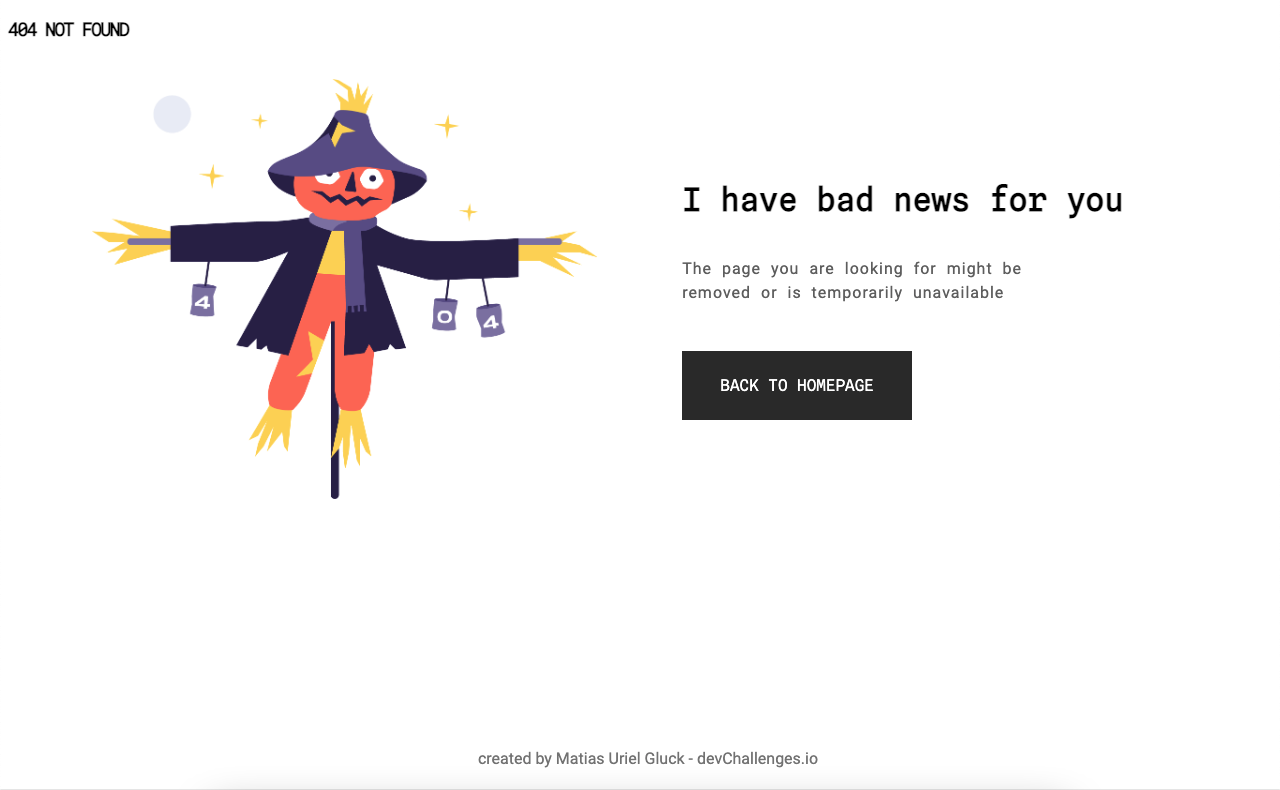 404 NOT FOUND
4
0
4
I have bad news for you
The page you are looking for might be
removed or is temporarily unavailable
BACK TO HOMEPAGE
created by Matias Uriel Gluck - devChallenges.io